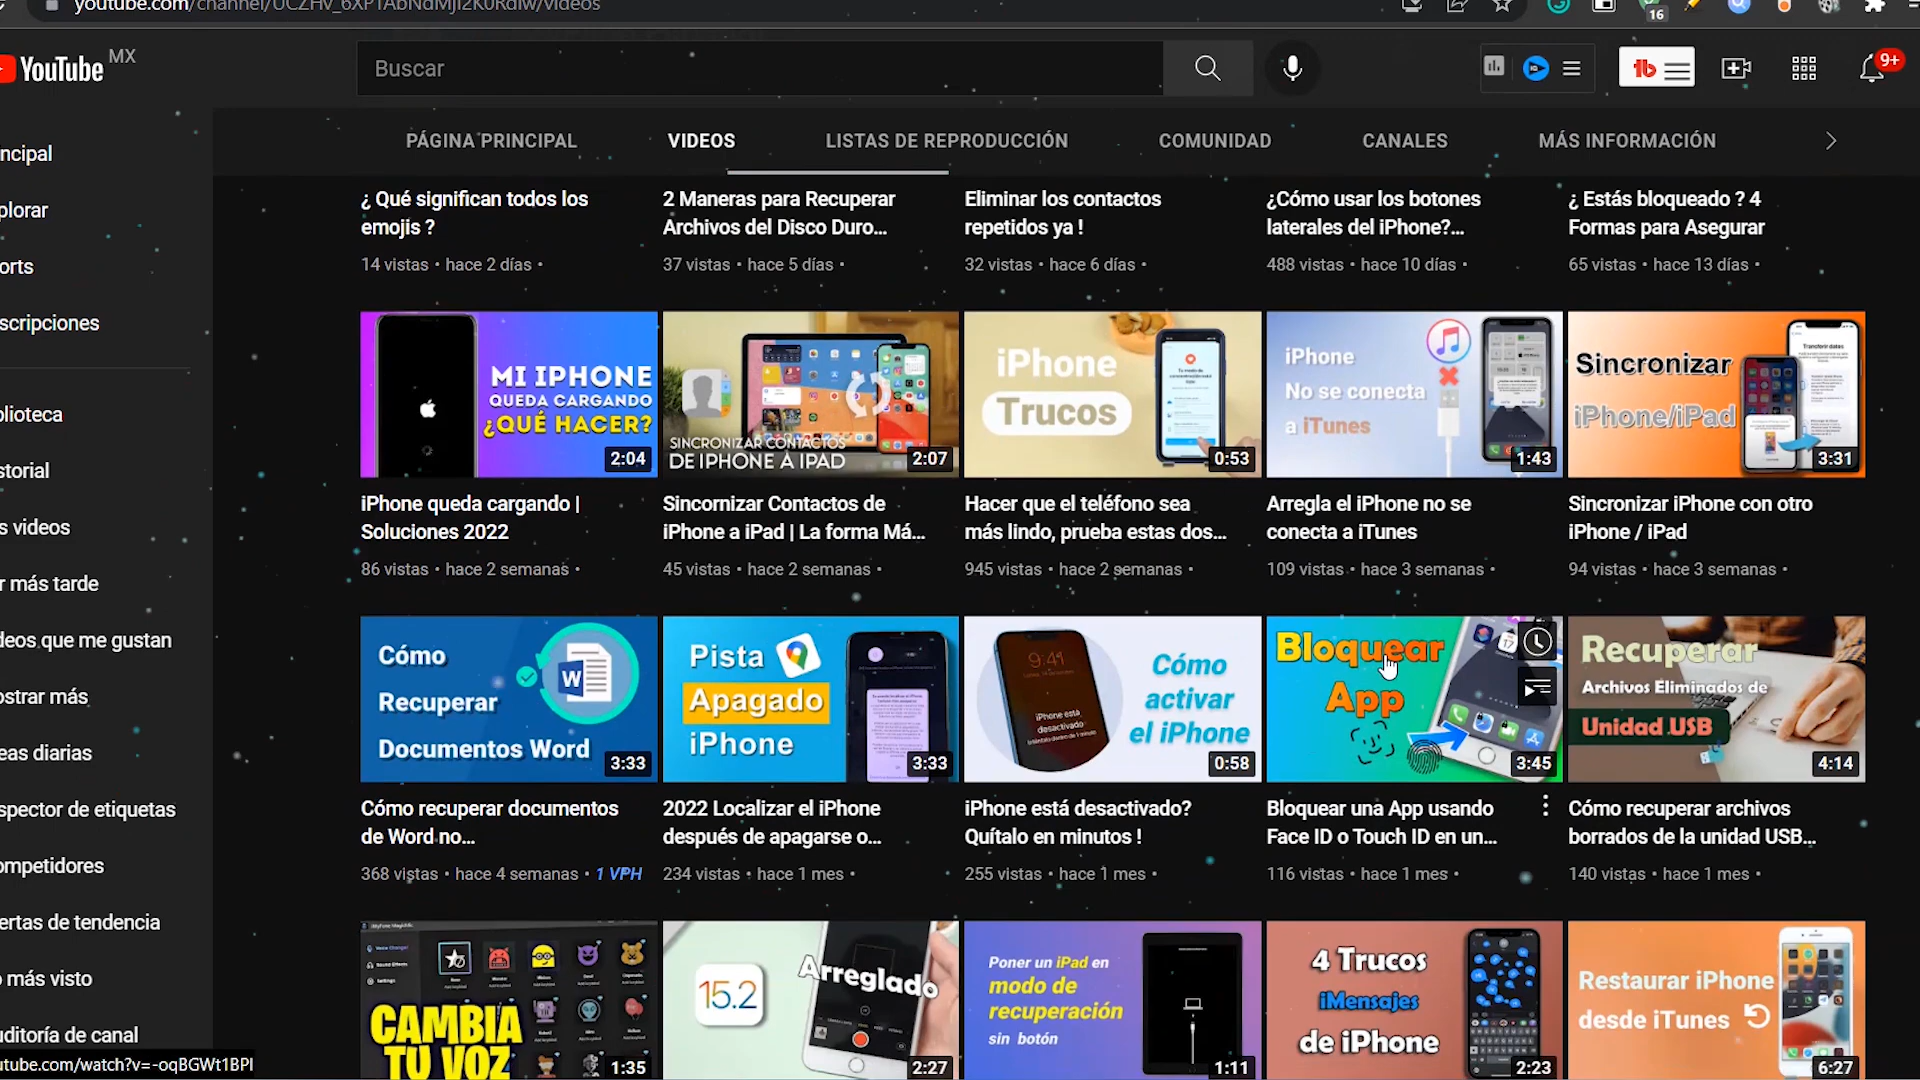 youtube.com/channel/UCZHV_6XPTAbNdMjI2K0Rdiw/videos
16
YouTube MX
Buscar
9+
PÁGINA PRINCIPAL
VIDEOS
LISTAS DE REPRODUCCIÓN
COMUNIDAD
CANALES
MÁS INFORMACIÓN
ncipal
plorar
orts
scripciones
blioteca
storial
s videos
r más tarde
deos que me gustan
ostrar más
eas diarias
spector de etiquetas
ompetidores
ertas de tendencia
o más visto
uditoría de canal
utube.com/watch?v=-oqBGWt1BPI
¿ Qué significan todos los
emojis ?
14 vistas • hace 2 días •
2 Maneras para Recuperar
Archivos del Disco Duro...
37 vistas • hace 5 días •
Eliminar los contactos
repetidos ya !
32 vistas • hace 6 días •
¿Cómo usar los botones
laterales del iPhone?...
488 vistas • hace 10 días •
¿ Estás bloqueado ? 4
Formas para Asegurar
65 vistas • hace 13 días •
MI IPHONE
QUEDA CARGANDO
¿QUÉ HACER?
2:04
iPhone queda cargando |
Soluciones 2022
86 vistas • hace 2 semanas •
SINCRONIZAR CONTACTOS
DE IPHONE A IPAD
2:07
Sincornizar Contactos de
iPhone a iPad | La forma Má...
45 vistas • hace 2 semanas •
iPhone
Trucos
0:53
Hacer que el teléfono sea
más lindo, prueba estas dos...
945 vistas • hace 2 semanas •
iPhone
No se conecta
a iTunes
1:43
Arregla el iPhone no se
conecta a iTunes
109 vistas • hace 3 semanas •
Sincronizar
iPhone/iPad
Transferir datos
3:31
Sincronizar iPhone con otro
iPhone / iPad
94 vistas • hace 3 semanas •
Cómo
Recuperar
Documentos Word
W
3:33
Cómo recuperar documentos
de Word no...
368 vistas • hace 4 semanas • 1 VPH
Pista
Apagado
iPhone
3:33
2022 Localizar el iPhone
después de apagarse o...
234 vistas • hace 1 mes •
9:41
iPhone está
desactivado
Cómo
activar
el iPhone
0:58
iPhone está desactivado?
Quítalo en minutos !
255 vistas • hace 1 mes •
Bloquear
App
17
3:45
Bloquear una App usando
Face ID o Touch ID en un...
116 vistas • hace 1 mes •
Recuperar
Archivos Eliminados de
Unidad USB
4:14
Cómo recuperar archivos
borrados de la unidad USB...
140 vistas • hace 1 mes •
CAMBIA
TU VOZ
1:35
15.2
Arreglado
2:27
Poner un iPad en
modo de
recuperación
sin botón
1:11
4 Trucos
iMensajes
de iPhone
2:23
Restaurar iPhone
desde iTunes
6:27